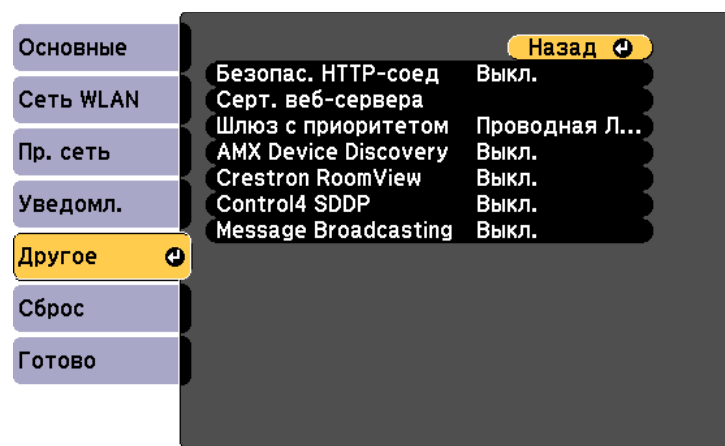 Основные
Сеть WLAN
Пр. сеть
Уведомл.
Другое
Сброс
Готово
Назад
Безопас. HTTP-соед Выкл.
Серт. веб-сервера
Шлюз с приоритетом Проводная Л...
AMX Device Discovery Выкл.
Crestron RoomView Выкл.
Control4 SDDP Выкл.
Message Broadcasting Выкл.